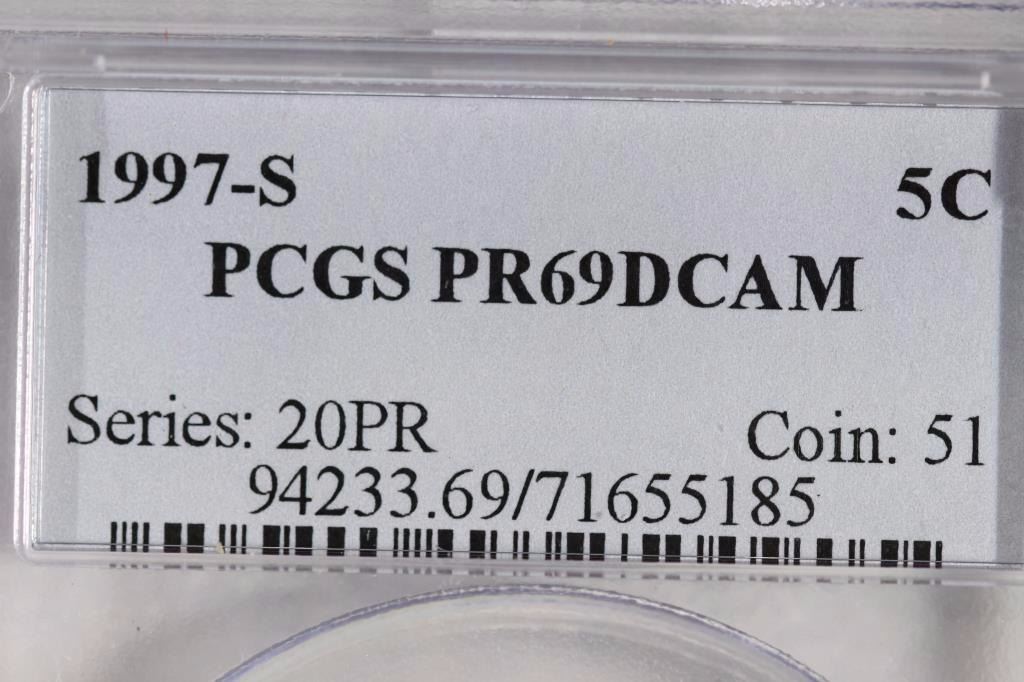 1997-S 5C
PCGS PR69DCAM
Series: 20PR Coin: 51
94233.69/71655185